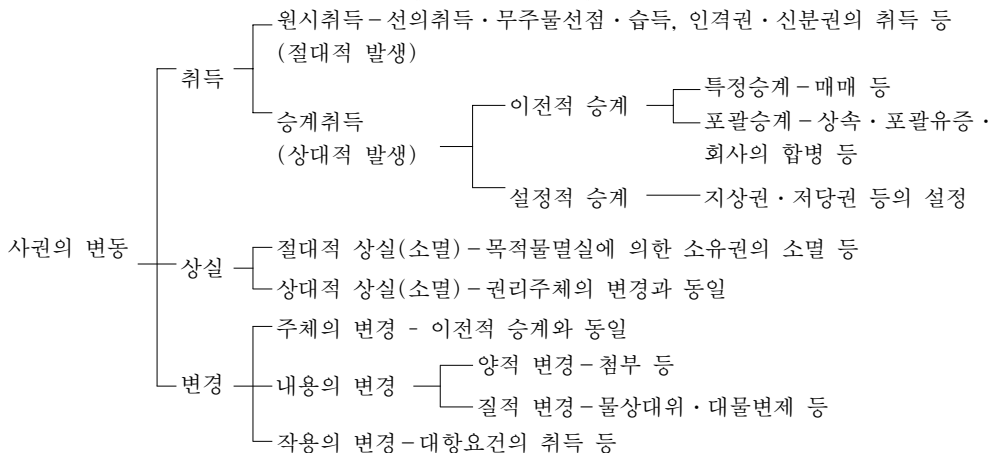 원시취득－선의취득·무주물선점·습득, 인격권·신분권의 취득 등
(절대적 발생)
취득
특정승계－매매 등
이전적 승계
승계취득
포괄승계－상속·포괄유증·
(상대적 발생)
회사의 합병 등
설정적 승계
지상권·저당권 등의 설정
사권의 변동
절대적 상실(소멸)－목적물멸실에 의한 소유권의 소멸 등
상실
상대적 상실(소멸)－권리주체의 변경과 동일
주체의 변경 - 이전적 승계와 동일
양적 변경－첨부 등
변경
내용의 변경
질적 변경－물상대위·대물변제 등
작용의 변경－대항요건의 취득 등